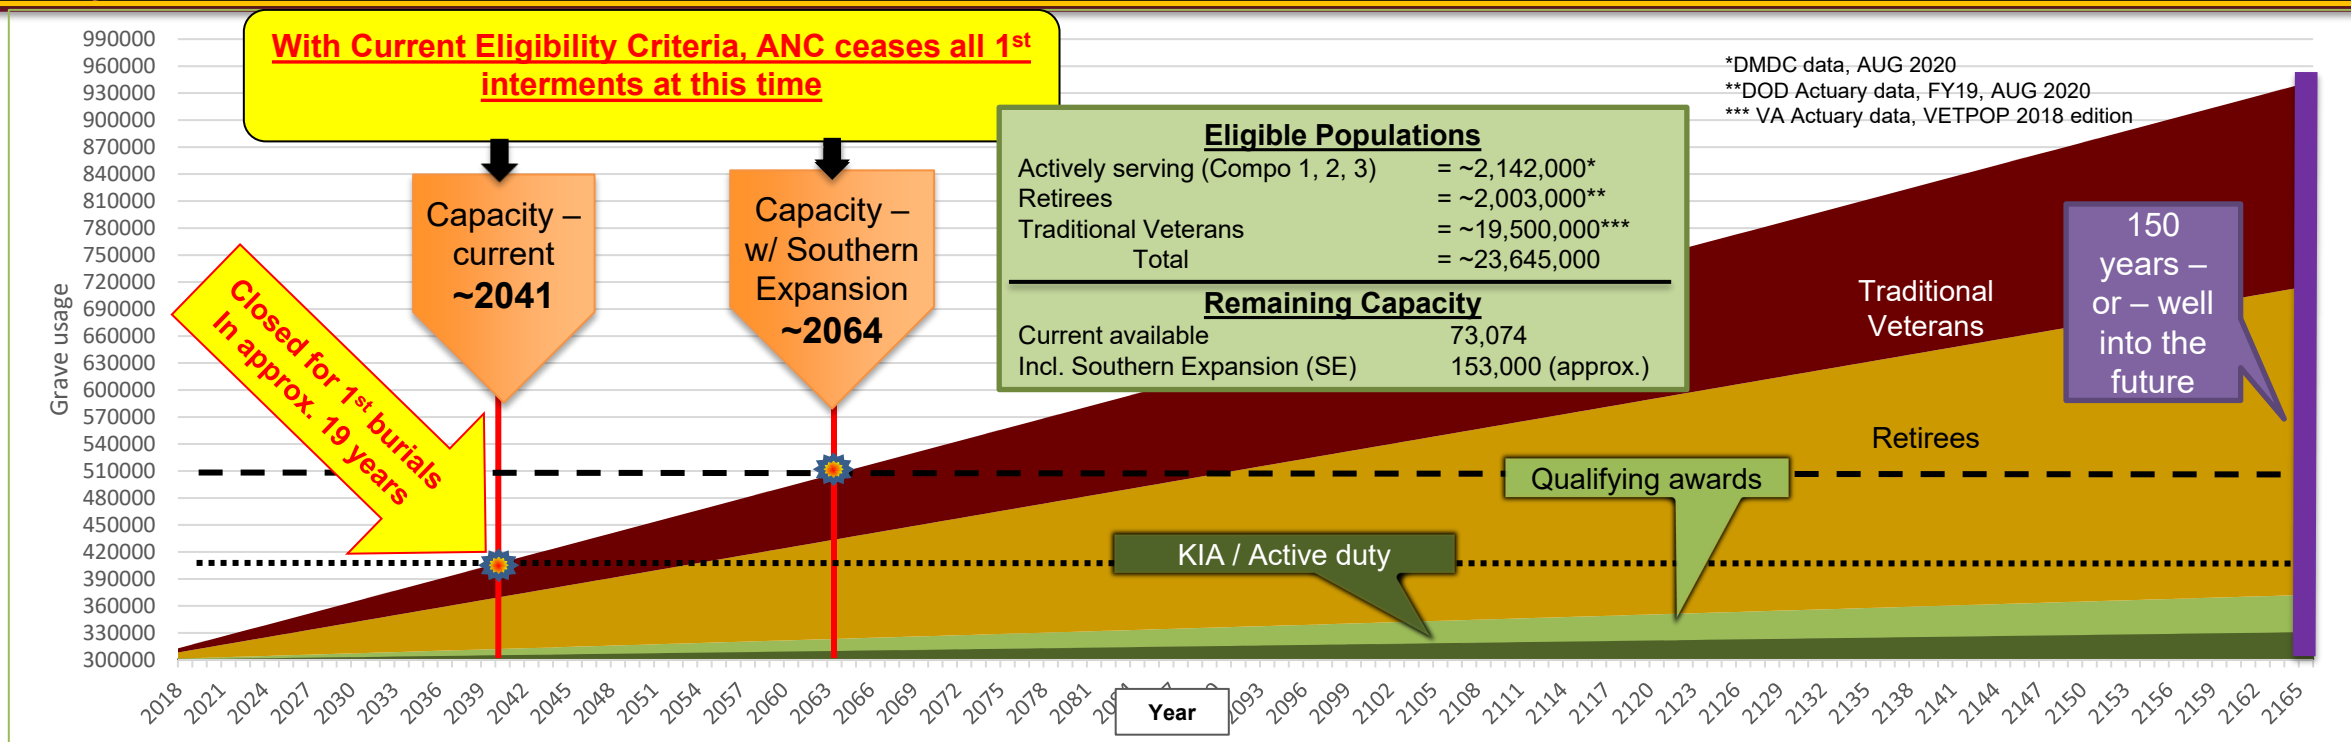 With Current Eligibility Criteria, ANC ceases all 1st
interments at this time
*DMDC data, AUG 2020
**DOD Actuary data, FY19, AUG 2020
*** VA Actuary data, VETPOP 2018 edition
Eligible Populations
Actively serving (Compo 1, 2, 3) = ~2,142,000*
Retirees = ~2,003,000**
Traditional Veterans = ~19,500,000***
Total = ~23,645,000
Remaining Capacity
Current available 73,074
Incl. Southern Expansion (SE) 153,000 (approx.)
Capacity –
current
~2041
Capacity –
w/ Southern
Expansion
~2064
Closed for 1st burials
In approx. 19 years
150
years –
or – well
into the
future
Traditional
Veterans
Retirees
Qualifying awards
KIA / Active duty
Grave usage
990000
960000
930000
900000
870000
840000
810000
780000
750000
720000
690000
660000
630000
600000
570000
540000
510000
480000
450000
420000
390000
360000
330000
300000
2018 2021 2024 2027 2030 2033 2036 2039 2042 2045 2048 2051 2054 2057 2060 2063 2066 2069 2072 2075 2078 2081 2093 2096 2099 2102 2105 2108 2111 2114 2117 2120 2123 2126 2129 2132 2135 2138 2141 2144 2147 2150 2153 2156 2159 2162 2165
Year